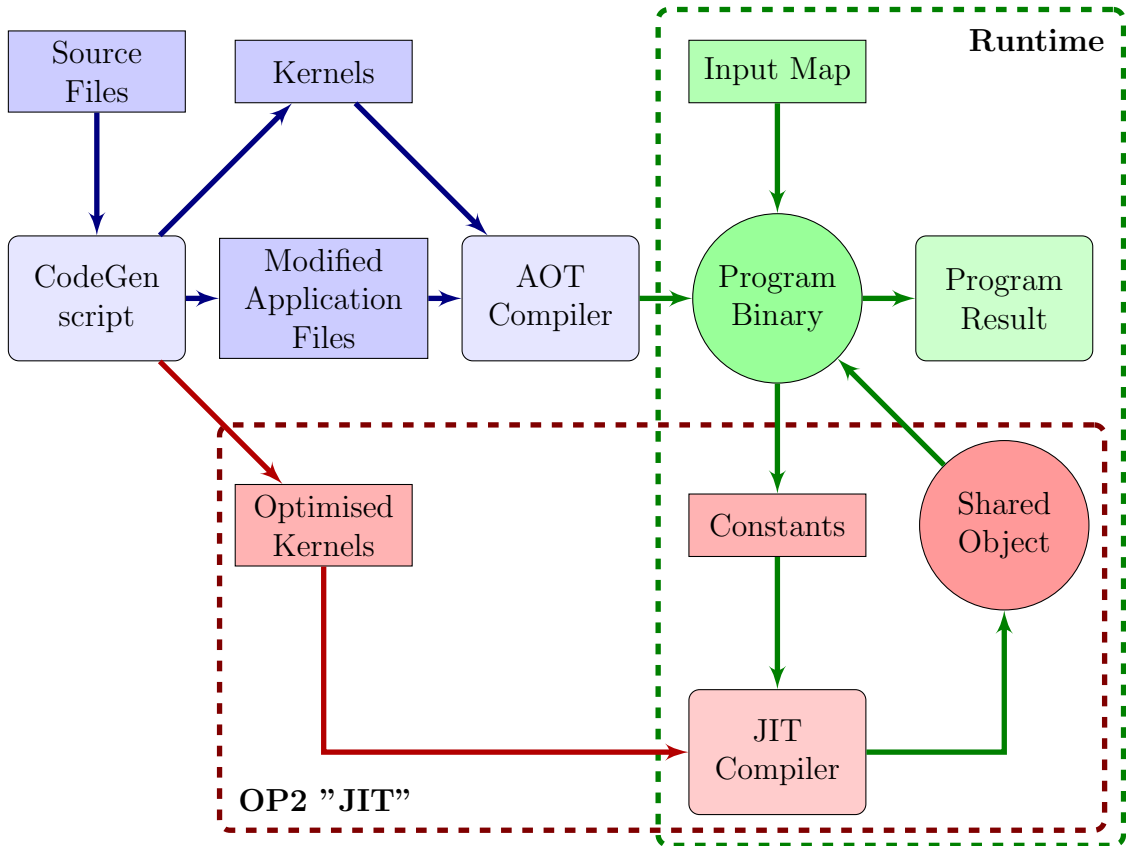 Source
Files
Kernels
Input Map
Runtime
CodeGen
script
Modified
Application
Files
AOT
Compiler
Program
Binary
Program
Result
Optimised
Kernels
Constants
Shared
Object
JIT
Compiler
OP2 ”JIT”